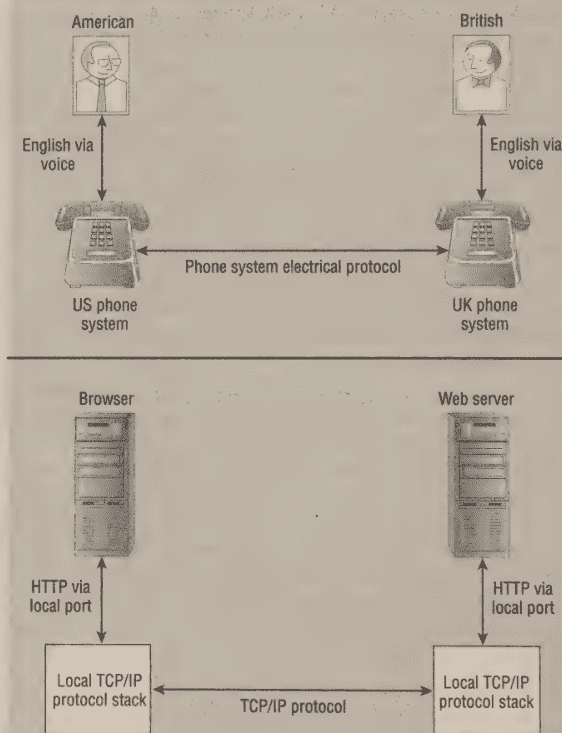 American
British
English via
voice
English via
voice
Phone system electrical protocol
US phone
system
UK phone
system
Browser
Web server
HTTP via
local port
HTTP via
local port
Local TCP/IP
protocol stack
TCP/IP protocol
Local TCP/IP
protocol stack